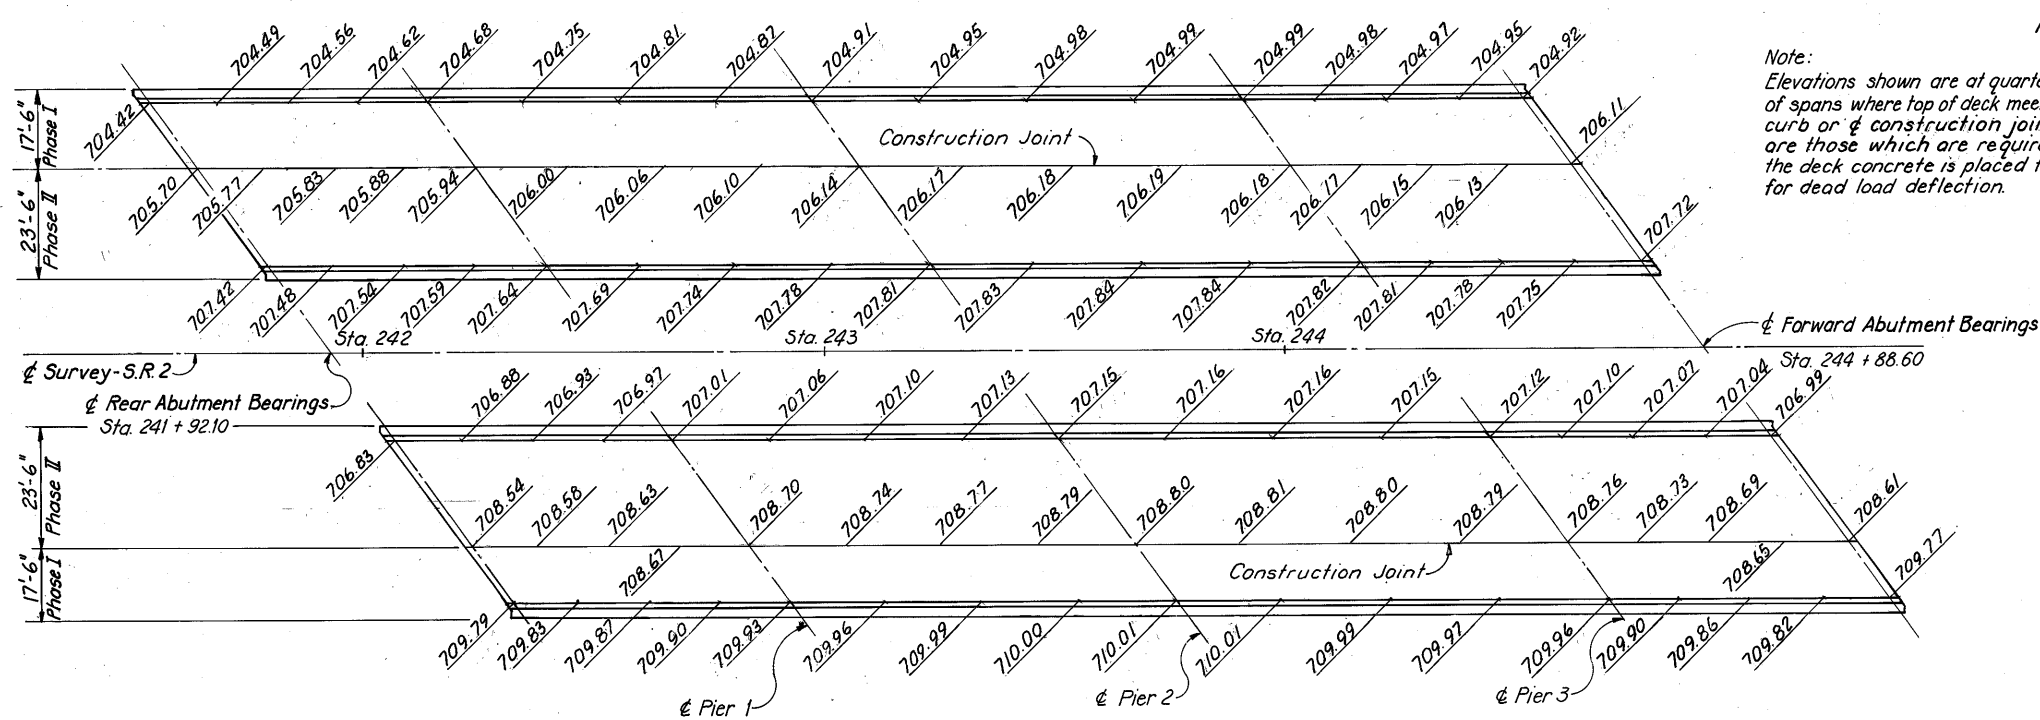 704.49 704.56 704.62 704.68 704.75 704.81 704.87 704.91 704.95 704.98 704.99 704.99 704.98 704.97 704.95 704.92
Note:
Elevations shown are at quart
of spans where top of deck mee
curb or ₵ construction join
are those which are requir
the deck concrete is placed t
for dead load deflection.
17'-6"
Phase I
704.42
Construction Joint
706.11
23'-6"
Phase II
705.70 705.77 705.83 705.88 705.94 706.00 706.06 706.10 706.14 706.17 706.18 706.19 706.18 706.17 706.15 706.13
707.72
707.42 707.48 707.54 707.59 707.64 707.69 707.74 707.78 707.81 707.83 707.84 707.84 707.82 707.81 707.78 707.75
Sta. 242 Sta. 243 Sta. 244
₵ Forward Abutment Bearings
Sta. 244 + 88.60
₵ Survey-S.R. 2
₵ Rear Abutment Bearings
Sta. 241 + 92.10
706.88 706.93 706.97 707.01 707.06 707.10 707.13 707.15 707.16 707.16 707.15 707.12 707.10 707.07 707.04 706.99
23'-6"
Phase II
706.83
708.54 708.58 708.63 708.70 708.74 708.77 708.79 708.80 708.81 708.80 708.79 708.76 708.73 708.69 708.61
17'-6"
Phase I
708.67
Construction Joint
708.65
709.77
709.79 709.83 709.87 709.90 709.93 709.96 709.99 710.00 710.01 710.01 709.99 709.97 709.96 709.90 709.86 709.82
₵ Pier 1
₵ Pier 2
₵ Pier 3